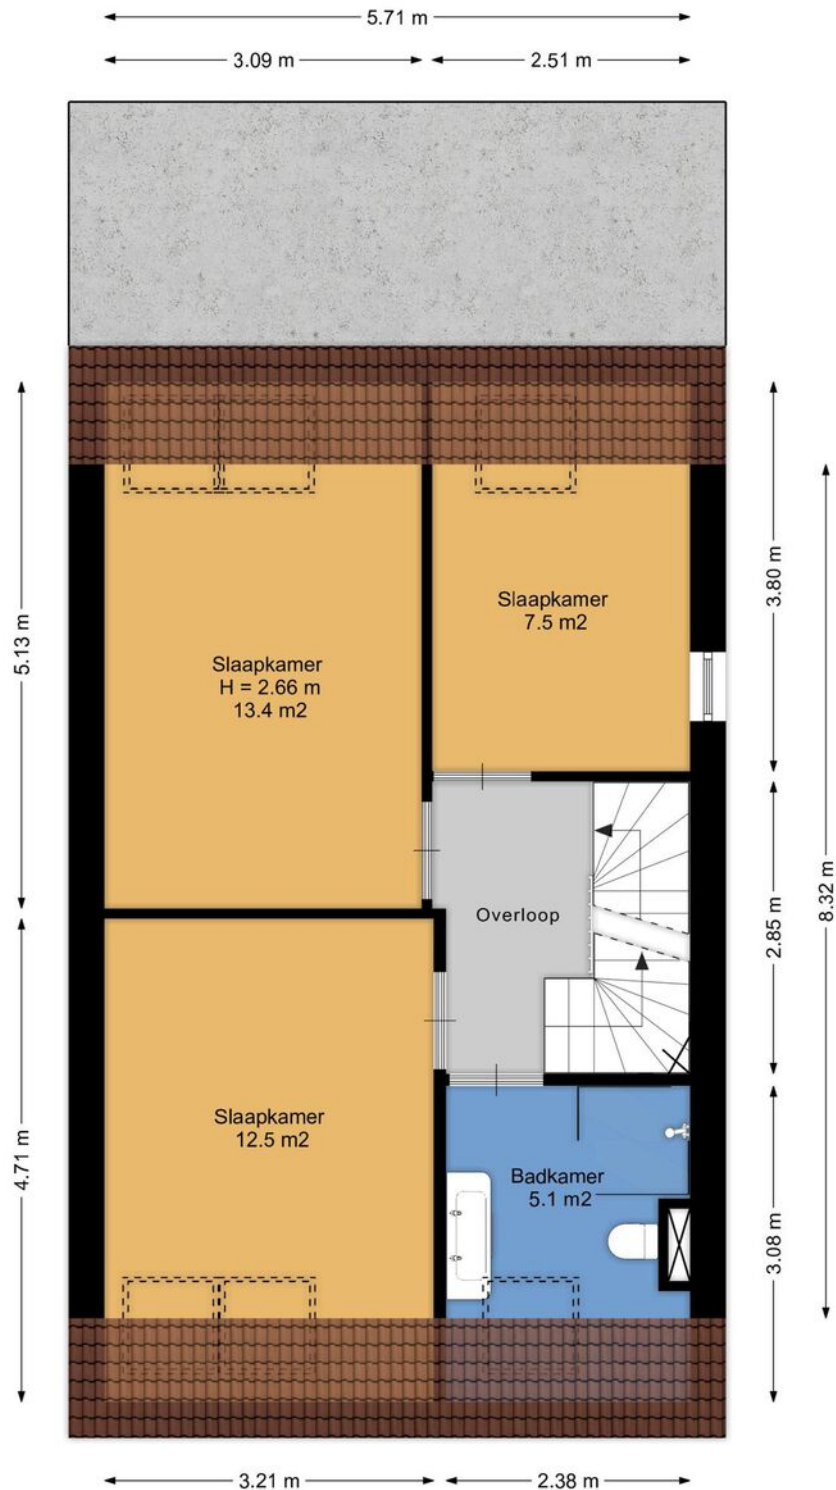 5.71 m
3.09 m
2.51 m
5.13 m
3.80 m
Slaapkamer
7.5 m2
Slaapkamer
H = 2.66 m
13.4 m2
8.32 m
Overloop
2.85 m
4.71 m
Slaapkamer
12.5 m2
Badkamer
5.1 m2
3.08 m
3.21 m
2.38 m